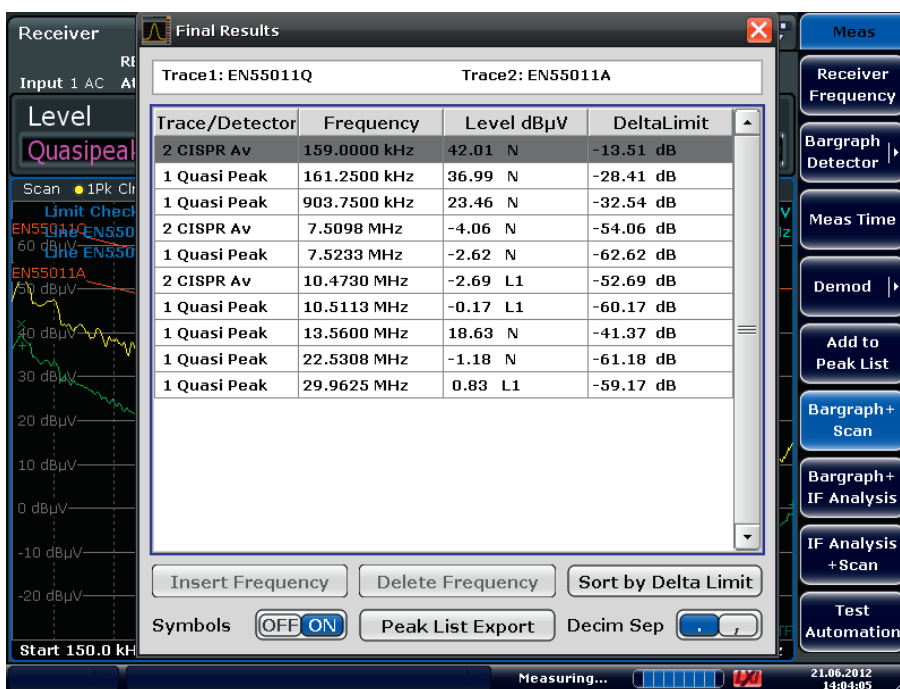 Receiver
Input 1 AC
Level
Quasipeak
Scan 1Pk Clr
Limit Check
60 dBµV
EN55011A
50 dBµV
40 dBµV
30 dBµV
20 dBµV
10 dBµV
0 dBµV
-10 dBµV
-20 dBµV
Start 150.0 kH
Final Results
Trace1: EN55011Q Trace2: EN55011A
Trace/Detector Frequency Level dBµV DeltaLimit
2 CISPR Av 159.0000 kHz 42.01 N -13.51 dB
1 Quasi Peak 161.2500 kHz 36.99 N -28.41 dB
1 Quasi Peak 903.7500 kHz 23.46 N -32.54 dB
2 CISPR Av 7.5098 MHz -4.06 N -54.06 dB
1 Quasi Peak 7.5233 MHz -2.62 N -62.62 dB
2 CISPR Av 10.4730 MHz -2.69 L1 -52.69 dB
1 Quasi Peak 10.5113 MHz -0.17 L1 -60.17 dB
1 Quasi Peak 13.5600 MHz 18.63 N -41.37 dB
1 Quasi Peak 22.5308 MHz -1.18 N -61.18 dB
1 Quasi Peak 29.9625 MHz 0.83 L1 -59.17 dB
Insert Frequency Delete Frequency Sort by Delta Limit
Symbols OFF ON Peak List Export Decim Sep . ,
Measuring... LXI 21.06.2012
14:04:05
Meas
Receiver
Frequency
Bargraph
Detector
Meas Time
Demod
Add to
Peak List
Bargraph+
Scan
Bargraph+
IF Analysis
IF Analysis
+Scan
Test
Automation